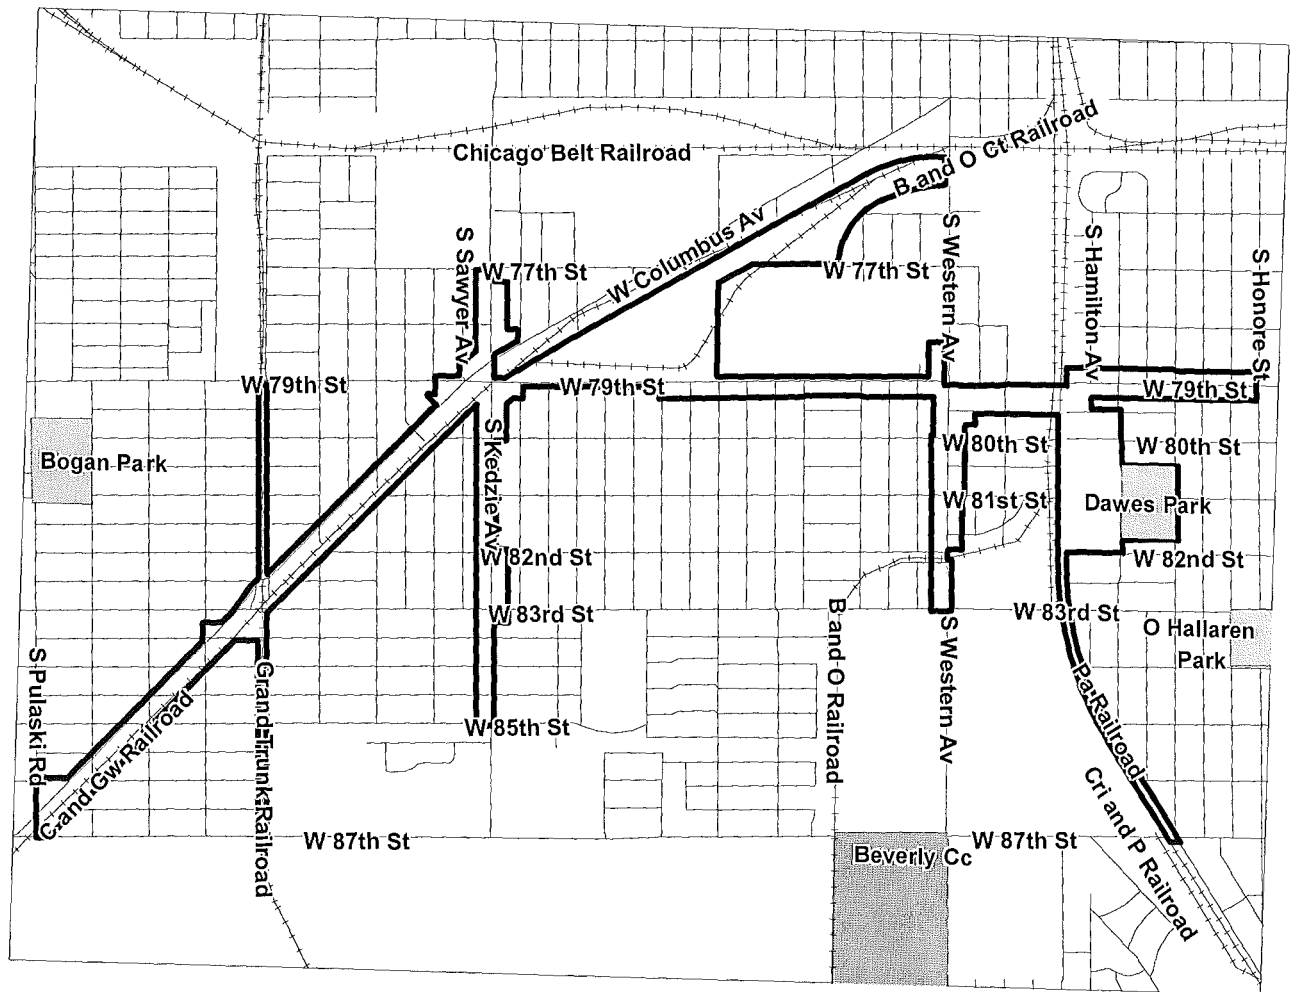 Chicago Belt Railroad
B and O Ct Railroad
W Columbus Av
S Sawyer Av
W 77th St
W 77th St
S Western Av
S Hamilton Av
S Honore St
W 79th St
W 79th St
W 79th St
S Kedzie Av
Bogan Park
W 80th St
W 80th St
W 81st St
Dawes Park
W 82nd St
W 82nd St
W 83rd St
W 83rd St
O Hallaren
Park
S Pulaski Rd
C and Gw Railroad
Grand Trunk Railroad
W 85th St
B and O Railroad
S Western Av
Pa Railroad
Cri and P Railroad
W 87th St
W 87th St
Beverly Cc